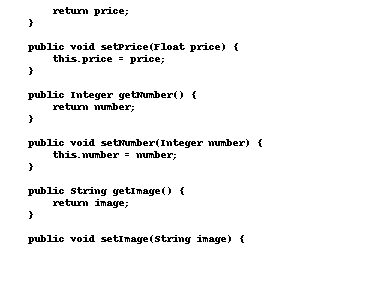 return price;
    }

    public void setPrice(Float price) {
        this.price = price;
    }

    public Integer getNumber() {
        return number;
    }

    public void setNumber(Integer number) {
        this.number = number;
    }

    public String getImage() {
        return image;
    }

    public void setImage(String image) {